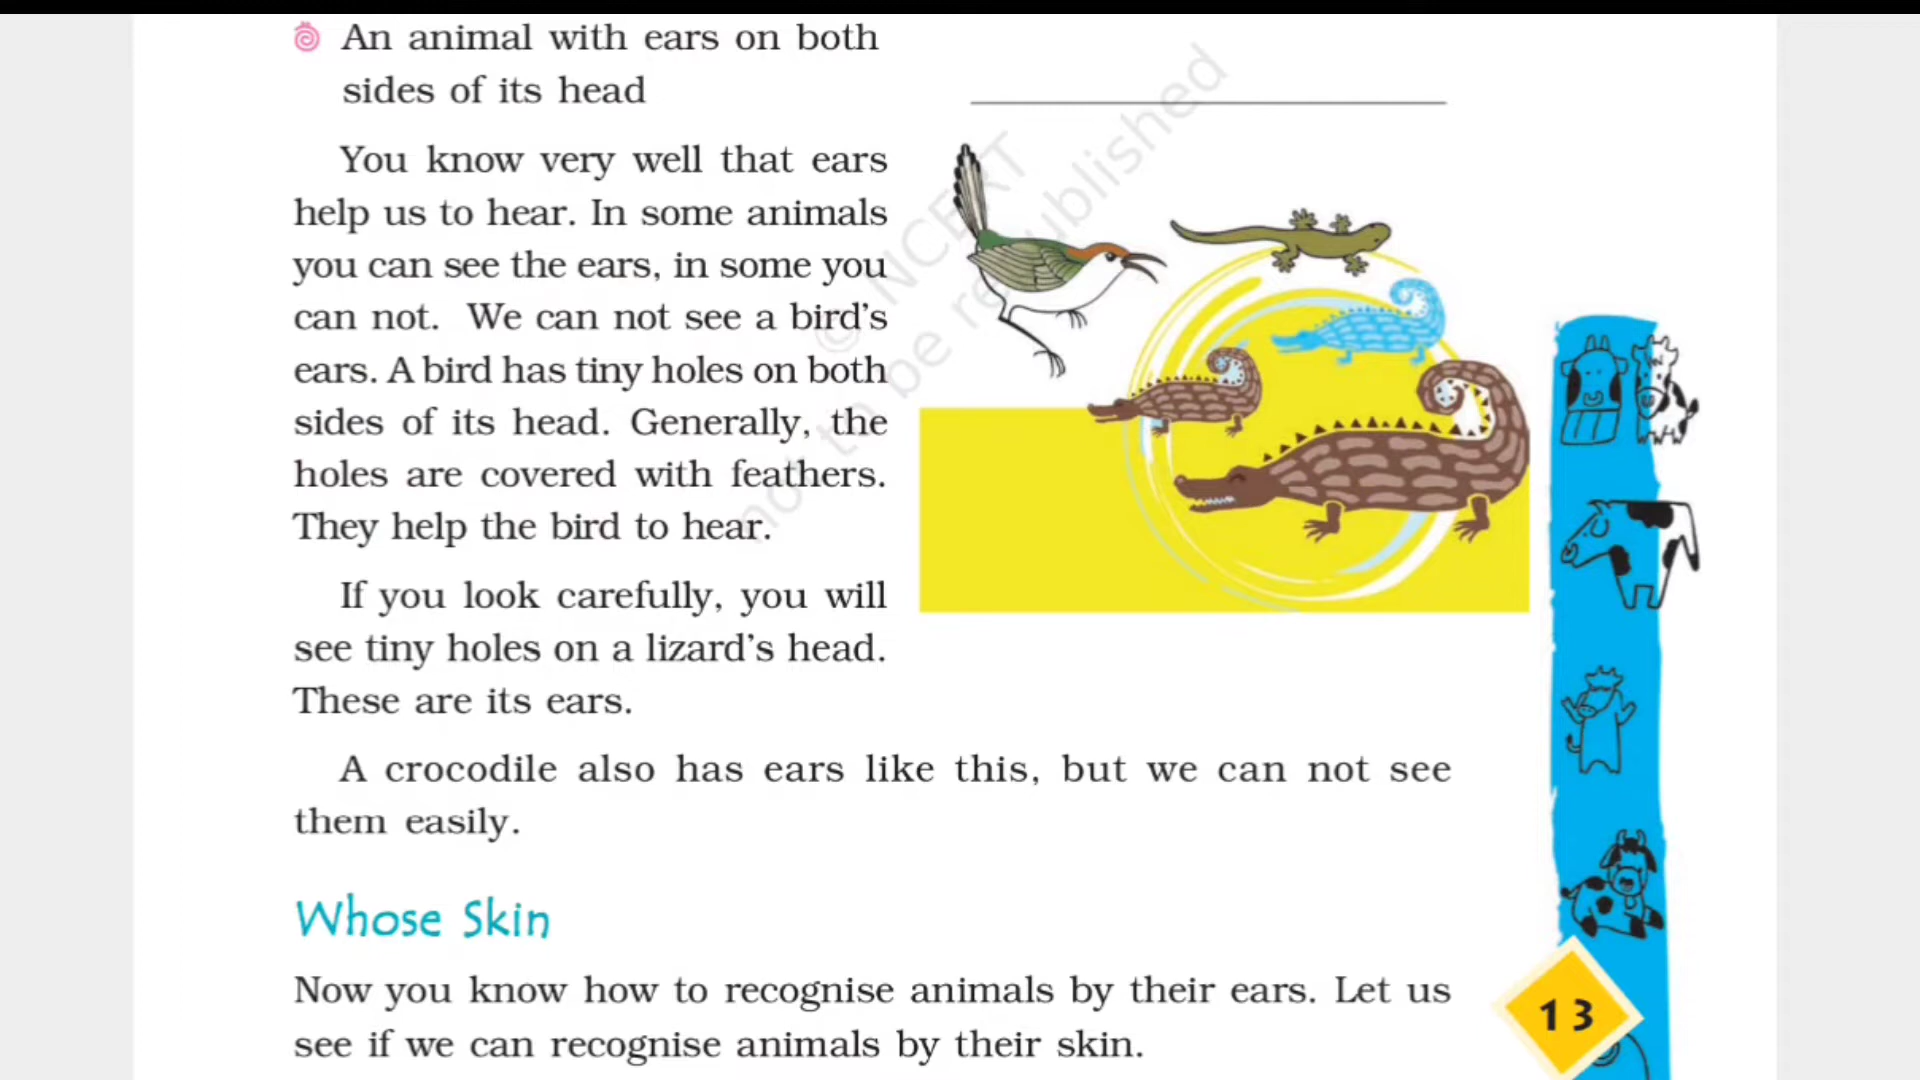 An animal with ears on both
sides of its head
You know very well that ears
help us to hear. In some animals
you can see the ears, in some you
can not. We can not see a bird's
ears. A bird has tiny holes on both
sides of its head. Generally, the
holes are covered with feathers.
They help the bird to hear.
If you look carefully, you will
see tiny holes on a lizard's head.
These are its ears.
A crocodile also has ears like this, but we can not see
them easily.
Whose Skin
Now you know how to recognise animals by their ears. Let us
see if we can recognise animals by their skin.
13
© NCERT
not to be republished